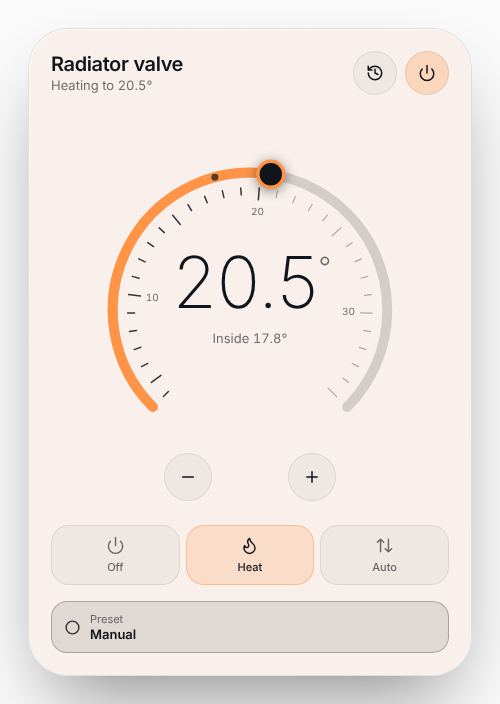 Radiator valve
Heating to 20.5°
20
10
30
20.5°
Inside 17.8°
−
+
Off
Heat
Auto
Preset
Manual